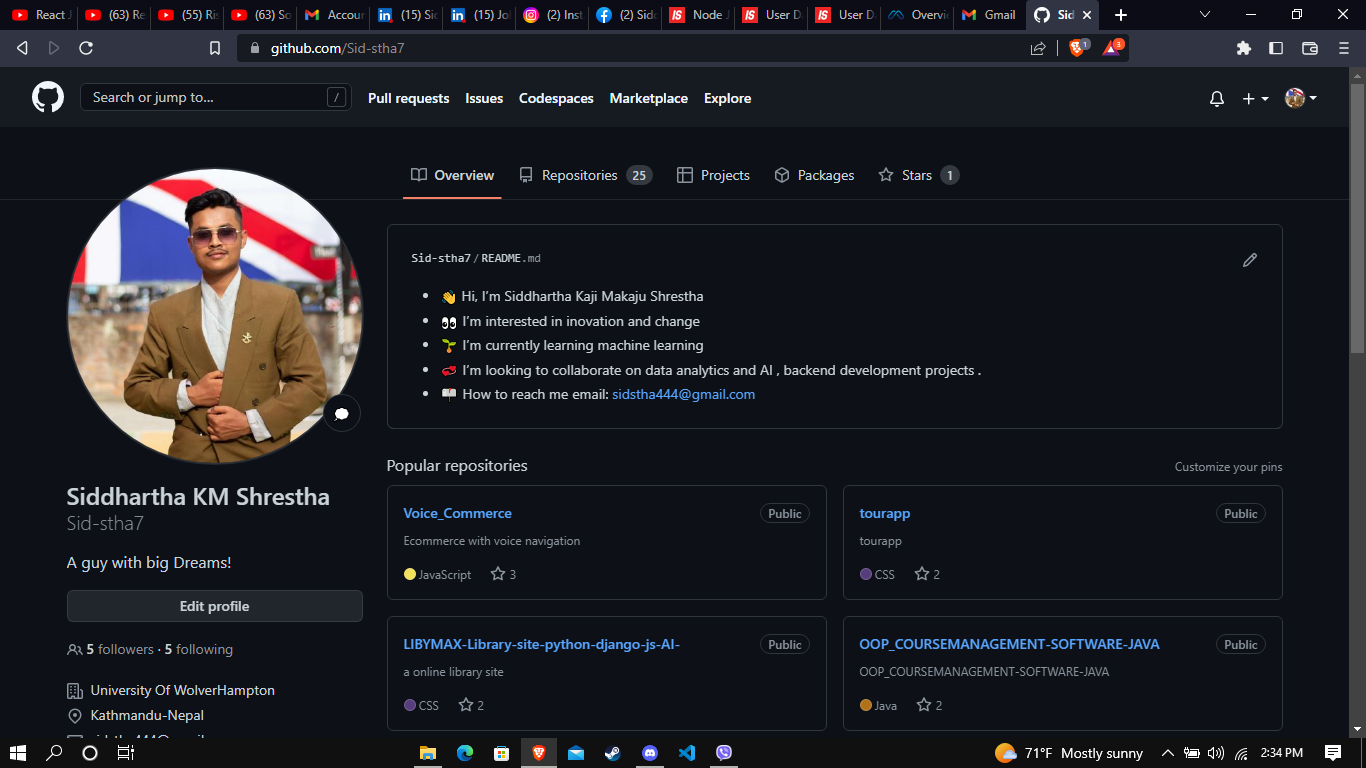 React J
(63) Re
(55) Ris
(63) So
Accour
(15) Sid
(15) Jol
(2) Inst
(2) Side
Node J
User D
User D
Overvi
Gmail
Sid
github.com/Sid-stha7
1
3
Search or jump to...
/
Pull requests
Issues
Codespaces
Marketplace
Explore
Overview
Repositories 25
Projects
Packages
Stars 1
Sid-stha7/README.md
👋 Hi, I'm Siddhartha Kaji Makaju Shrestha
👀 I'm interested in inovation and change
🌱 I'm currently learning machine learning
💞️ I'm looking to collaborate on data analytics and AI , backend development projects .
📫 How to reach me email: sidstha444@gmail.com
Siddhartha KM Shrestha
Sid-stha7
A guy with big Dreams!
Edit profile
5 followers · 5 following
University Of WolverHampton
Kathmandu-Nepal
Popular repositories
Customize your pins
Voice_Commerce
Public
Ecommerce with voice navigation
JavaScript
3
tourapp
Public
tourapp
CSS
2
LIBYMAX-Library-site-python-django-js-AI-
Public
a online library site
CSS
2
OOP_COURSEMANAGEMENT-SOFTWARE-JAVA
Public
OOP_COURSEMANAGEMENT-SOFTWARE-JAVA
Java
2
71°F Mostly sunny
2:34 PM